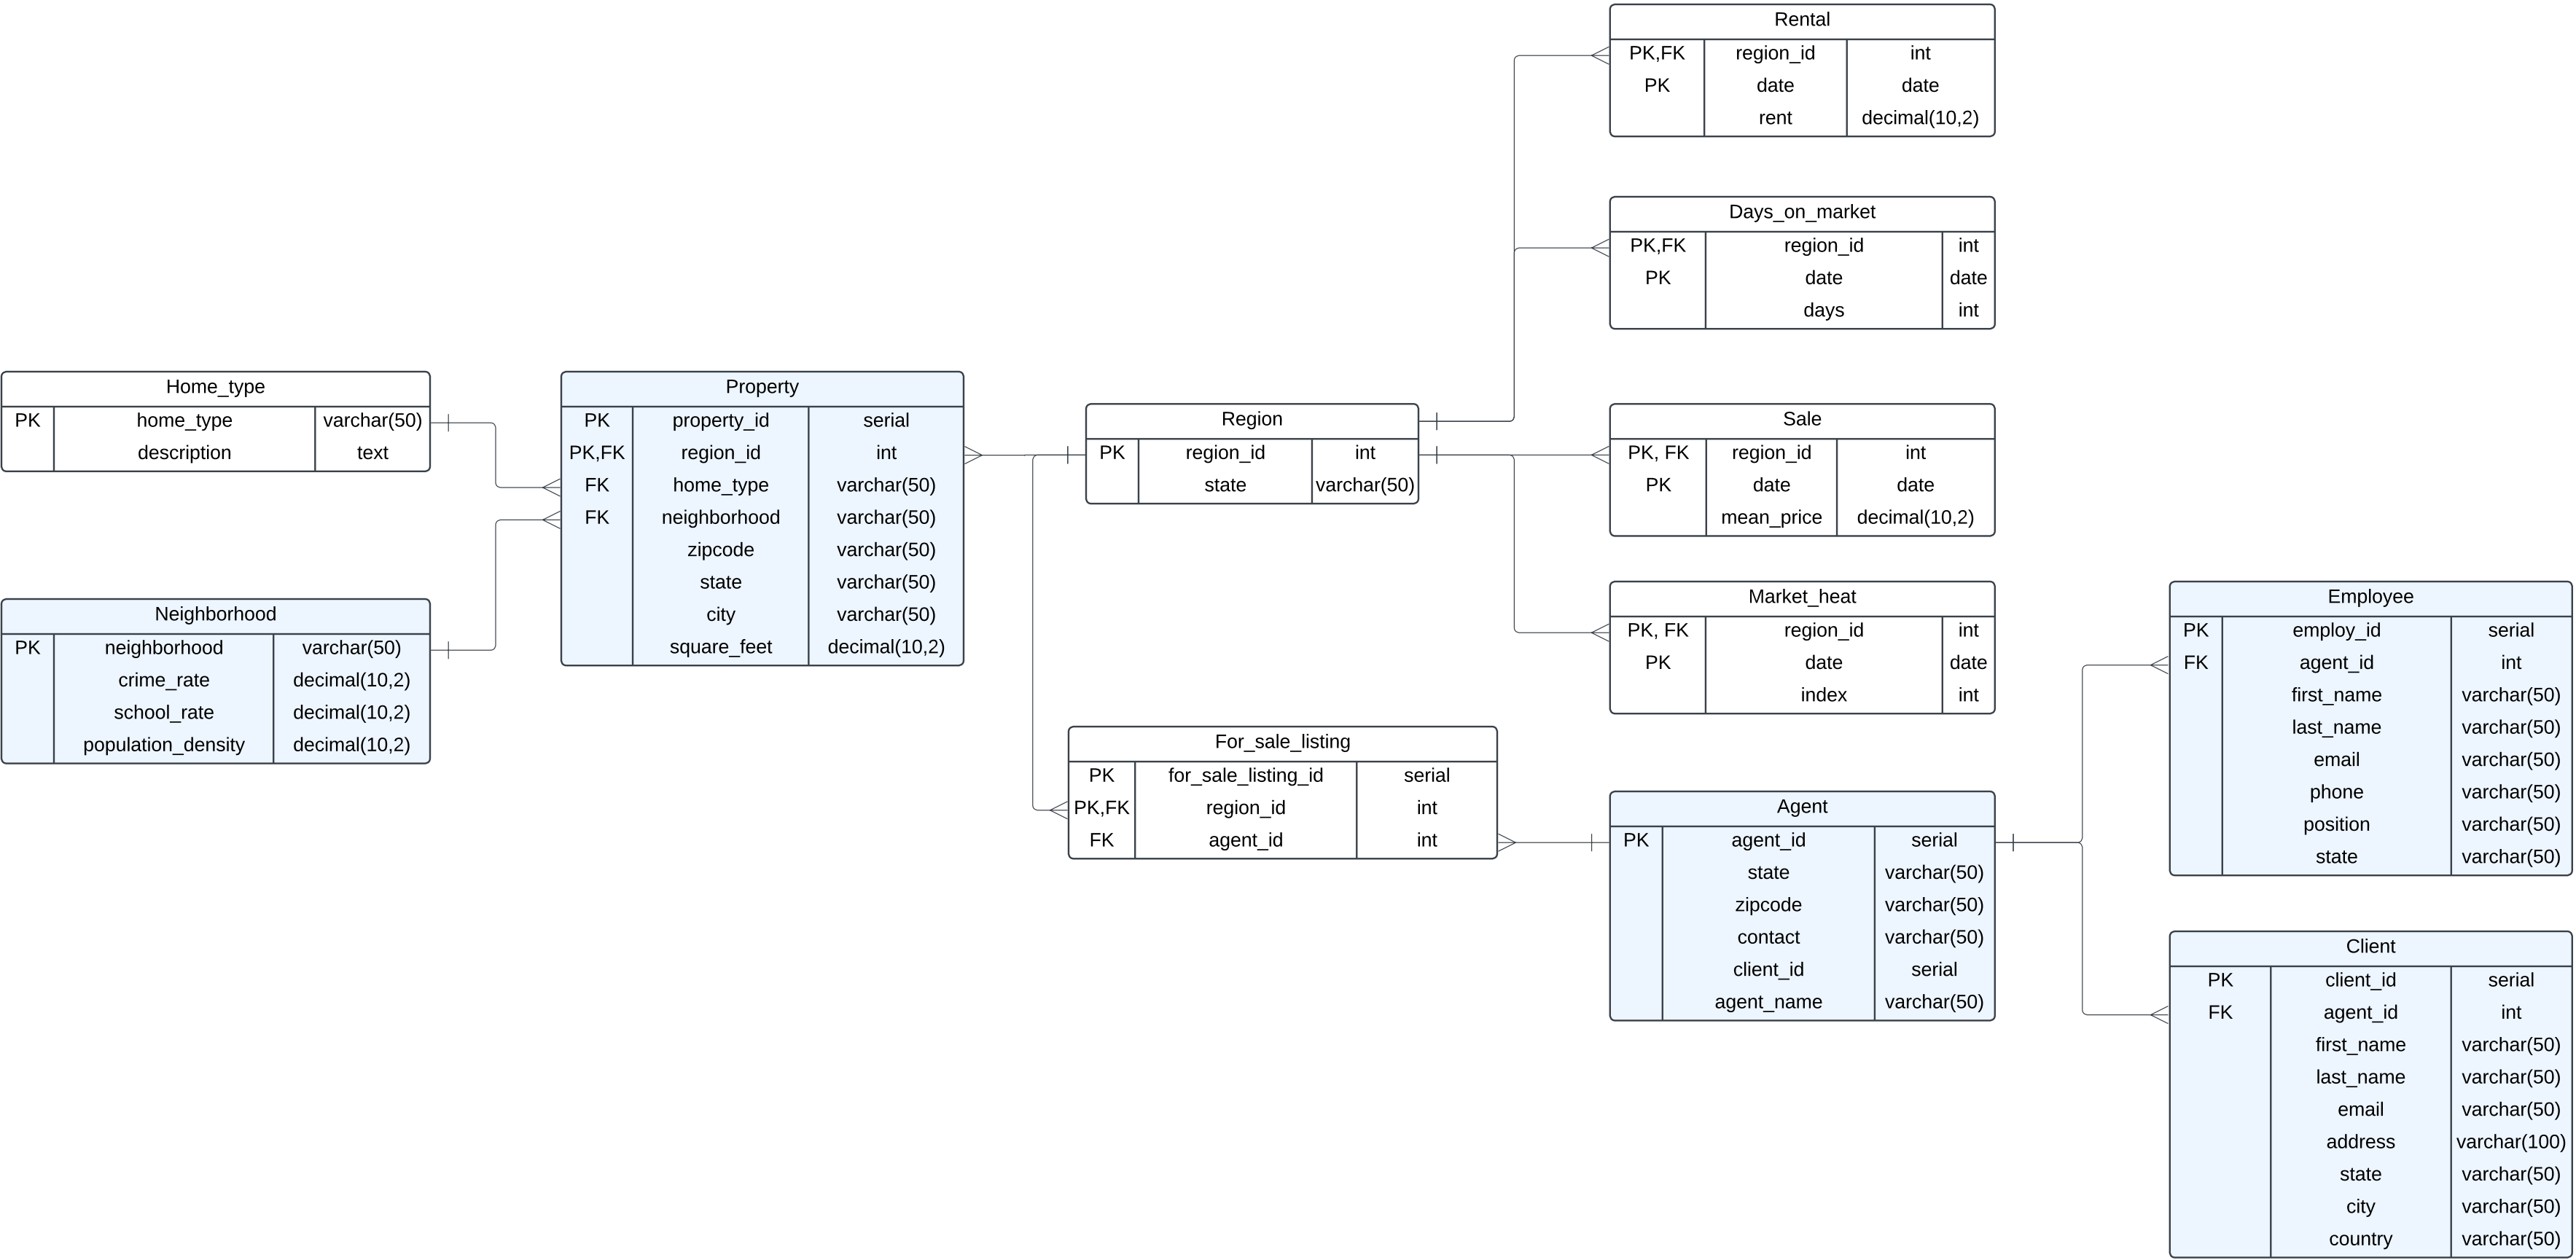 Rental
PK,FK region_id int
PK date date
rent decimal(10,2)
Days_on_market
PK,FK region_id int
PK date date
days int
Home_type
PK home_type varchar(50)
description text
Property
PK property_id serial
PK,FK region_id int
FK home_type varchar(50)
FK neighborhood varchar(50)
zipcode varchar(50)
state varchar(50)
city varchar(50)
square_feet decimal(10,2)
Region
PK region_id int
state varchar(50)
Sale
PK, FK region_id int
PK date date
mean_price decimal(10,2)
Neighborhood
PK neighborhood varchar(50)
crime_rate decimal(10,2)
school_rate decimal(10,2)
population_density decimal(10,2)
Market_heat
PK, FK region_id int
PK date date
index int
For_sale_listing
PK for_sale_listing_id serial
PK,FK region_id int
FK agent_id int
Agent
PK agent_id serial
state varchar(50)
zipcode varchar(50)
contact varchar(50)
client_id serial
agent_name varchar(50)
Employee
PK employ_id serial
FK agent_id int
first_name varchar(50)
last_name varchar(50)
email varchar(50)
phone varchar(50)
position varchar(50)
state varchar(50)
Client
PK client_id serial
FK agent_id int
first_name varchar(50)
last_name varchar(50)
email varchar(50)
address varchar(100)
state varchar(50)
city varchar(50)
country varchar(50)